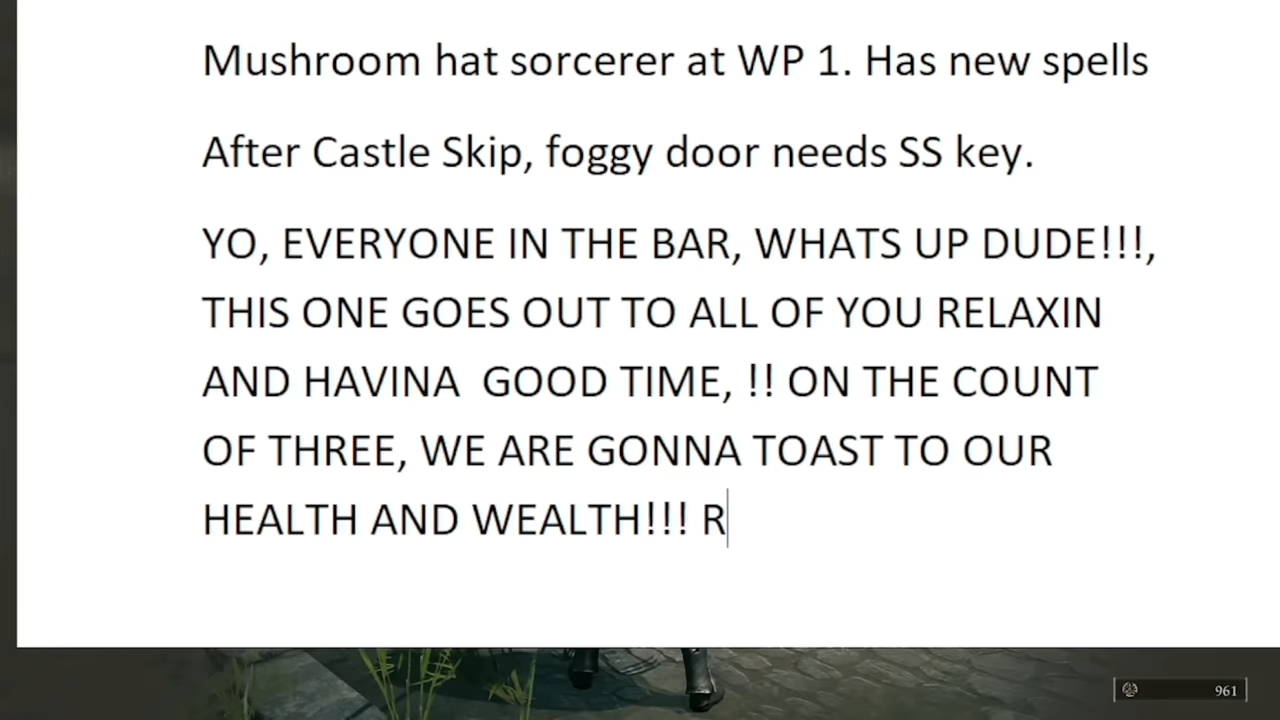 Mushroom hat sorcerer at WP 1. Has new spells
After Castle Skip, foggy door needs SS key.
YO, EVERYONE IN THE BAR, WHATS UP DUDE!!!,
THIS ONE GOES OUT TO ALL OF YOU RELAXIN
AND HAVINA  GOOD TIME, !! ON THE COUNT
OF THREE, WE ARE GONNA TOAST TO OUR
HEALTH AND WEALTH!!! R
961